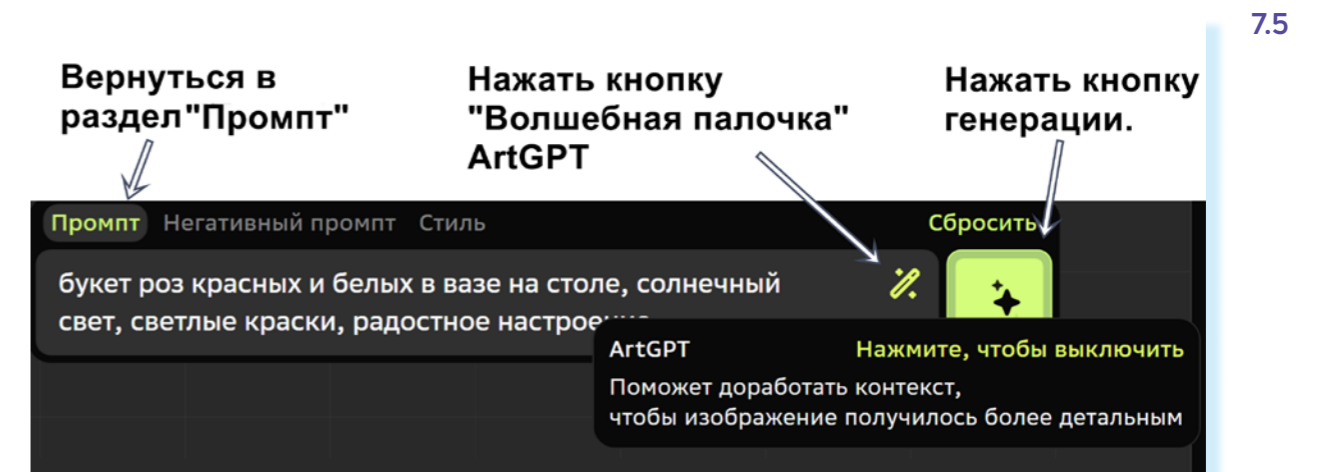 7.5
Вернуться в
раздел"Промпт"
Нажать кнопку
"Волшебная палочка"
ArtGPT
Нажать кнопку
генерации.
Промпт Негативный промпт Стиль
Сбросить
букет роз красных и белых в вазе на столе, солнечный
свет, светлые краски, радостное
ArtGPT
Нажмите, чтобы выключить
Поможет доработать контекст,
чтобы изображение получилось более детальным